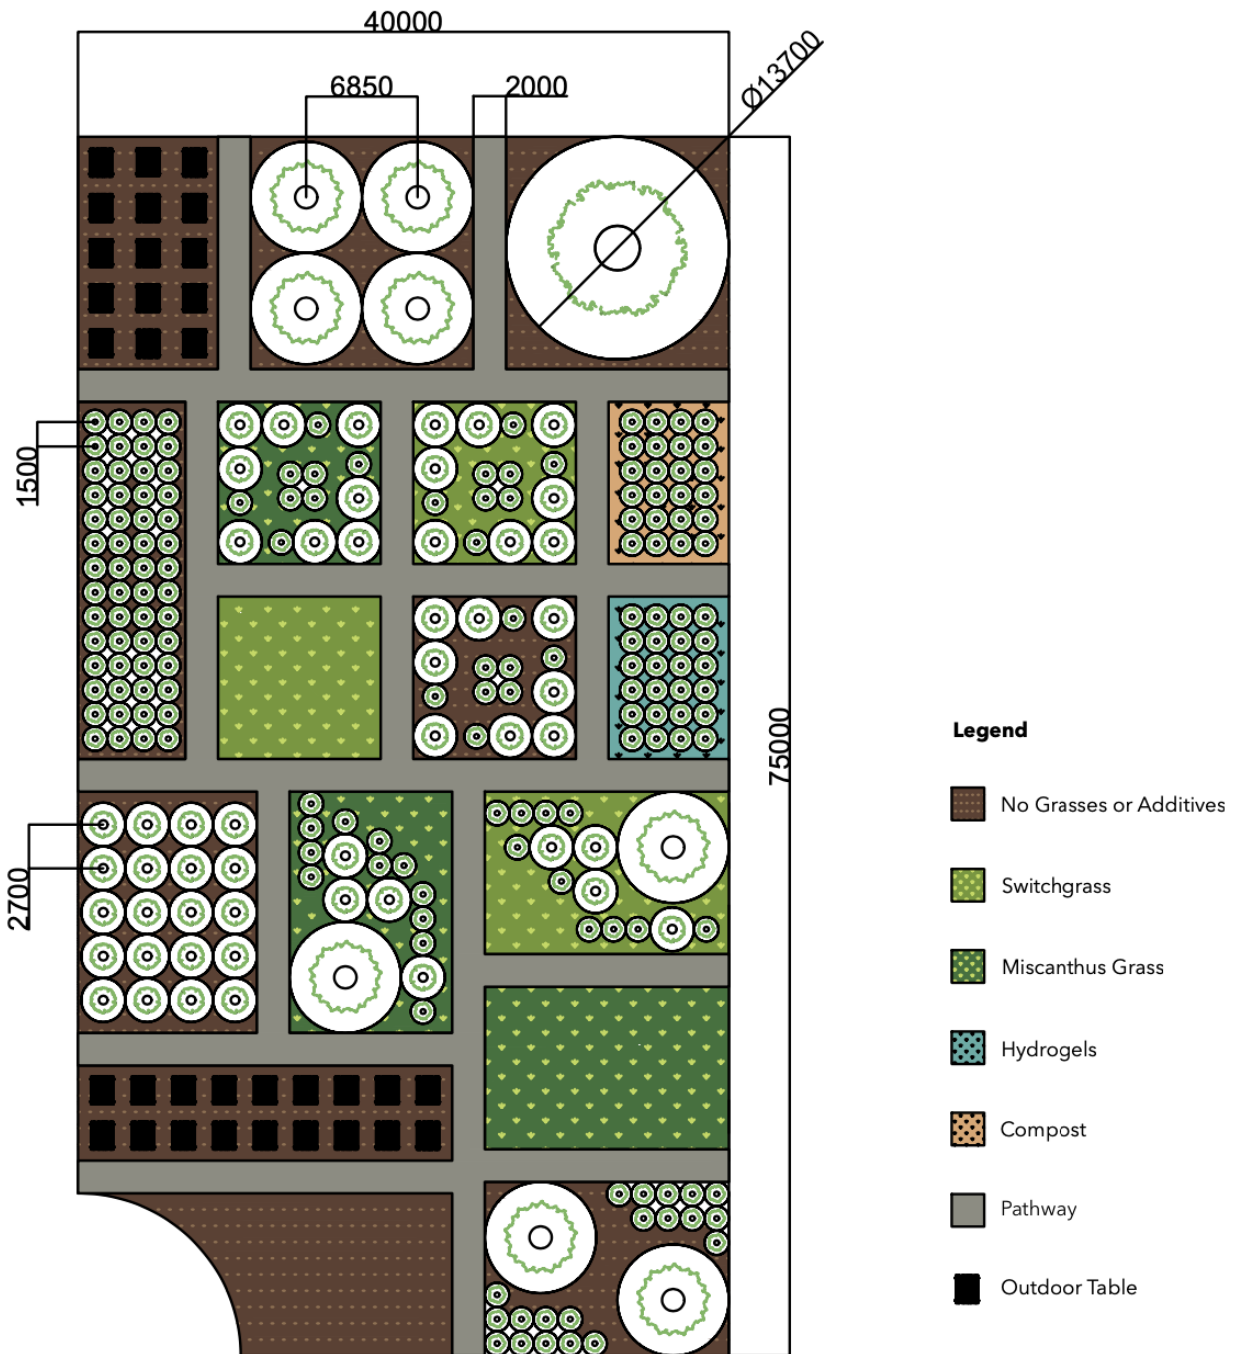 40000
6850
2000
Ø13700
1500
75000
2700
Legend
No Grasses or Additives
Switchgrass
Miscanthus Grass
Hydrogels
Compost
Pathway
Outdoor Table